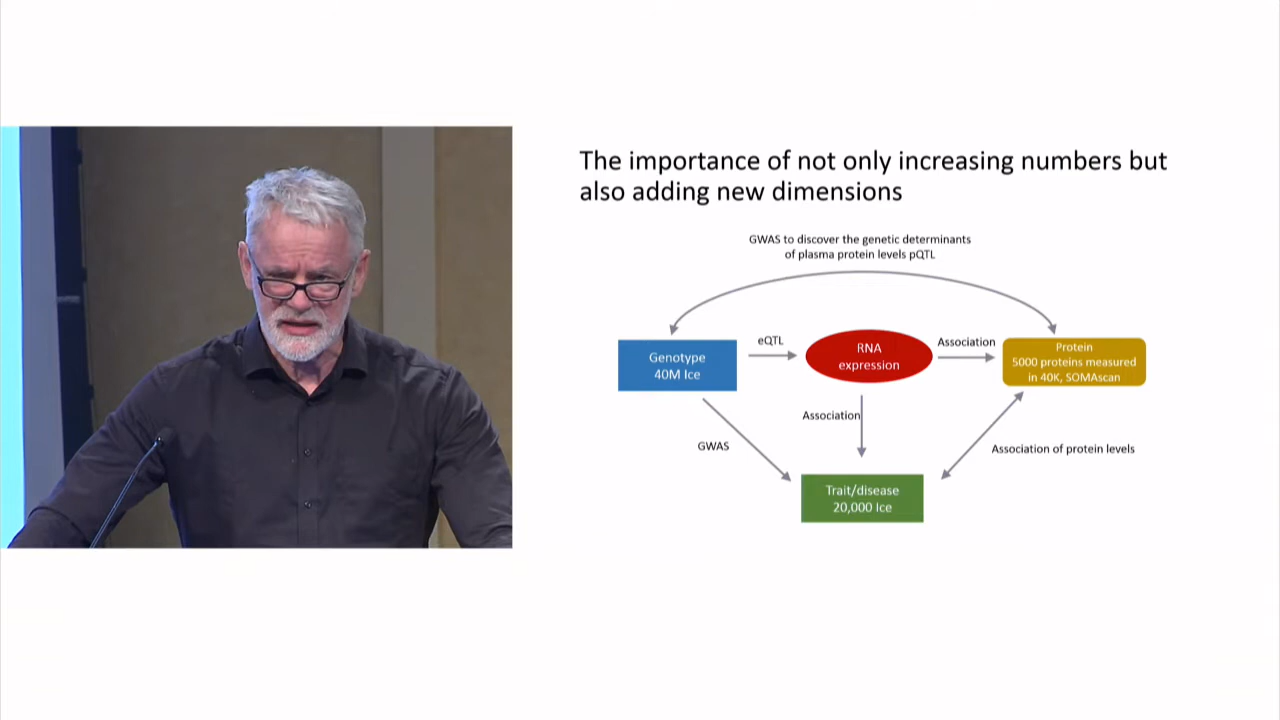 The importance of not only increasing numbers but
also adding new dimensions
GWAS to discover the genetic determinants
of plasma protein levels pQTL
Genotype
40M Ice
eQTL
RNA
expression
Association
Protein
5000 proteins measured
in 40K, SOMAscan
GWAS
Association
Association of protein levels
Trait/disease
20,000 Ice